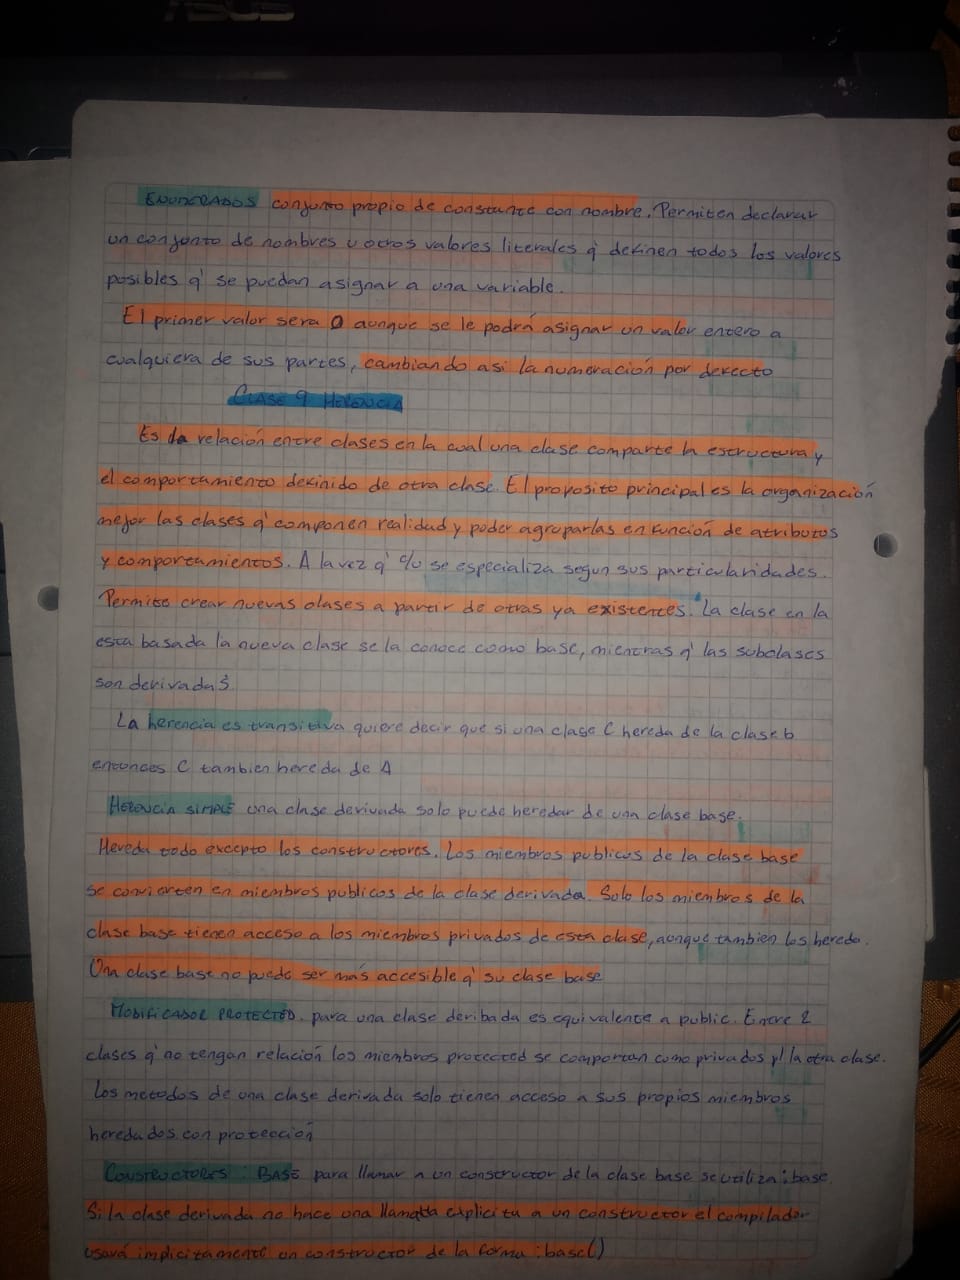 ASUS
ENUMERADOS conjunto propio de constante con nombre. Permiten declarar
un conjunto de nombres u otros valores literales q' definen todos los valores
posibles q' se puedan asignar a una variable.
El primer valor sera 0 aunque se le podrá asignar un valor entero a
cualquiera de sus partes, cambiando asi la numeración por defecto
CLASE 9 HERENCIA
Es la relación entre clases en la cual una clase comparte la estructura y
el comportamiento definido de otra clase. El proposito principal es la organización
mejor las clases q' componen realidad y poder agruparlas en función de atributos
y comportamientos. A la vez q' c/u se especializa segun sus particularidades.
Permite crear nuevas clases a partir de otras ya existentes. La clase en la
esta basada la nueva clase se la conoce como base, mientras q' las subclases
son derivadas
La herencia es transitiva quiere decir que si una clase C hereda de la clase b
entonces C tambien hereda de A
HERENCIA SIMPLE una clase derivada solo puede heredar de una clase base.
Hereda todo excepto los constructores. Los miembros publicos de la clase base
se convierten en miembros publicos de la clase derivada. Solo los miembros de la
clase base tienen acceso a los miembros privados de esta clase, aunque tambien los hereda.
Una clase base no puede ser más accesible q' su clase base
MODIFICADOR PROTECTED. para una clase deribada es equivalente a public. Entre 2
clases q' no tengan relación los miembros protected se comportan como privados p/ la otra clase.
Los metodos de una clase derivada solo tienen acceso a sus propios miembros
heredados con protección
CONSTRUCTORES: BASE para llamar a un constructor de la clase base se utiliza :base.
Si la clase derivada no hace una llamada explicita a un constructor el compilador
usará implicitamente un constructor de la forma :base()